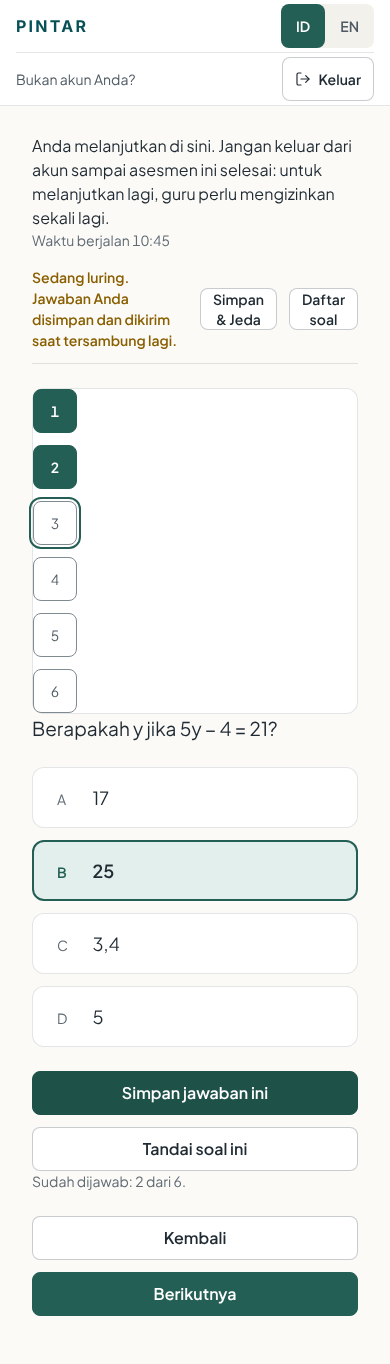 PINTAR
ID
EN
Bukan akun Anda?
Keluar
Anda melanjutkan di sini. Jangan keluar dari
akun sampai asesmen ini selesai: untuk
melanjutkan lagi, guru perlu mengizinkan
sekali lagi.
Waktu berjalan 10:45
Sedang luring.
Jawaban Anda
disimpan dan dikirim
saat tersambung lagi.
Simpan
& Jeda
Daftar
soal
1
2
3
4
5
6
Berapakah y jika 5y – 4 = 21?
A 17
B 25
C 3,4
D 5
Simpan jawaban ini
Tandai soal ini
Sudah dijawab: 2 dari 6.
Kembali
Berikutnya